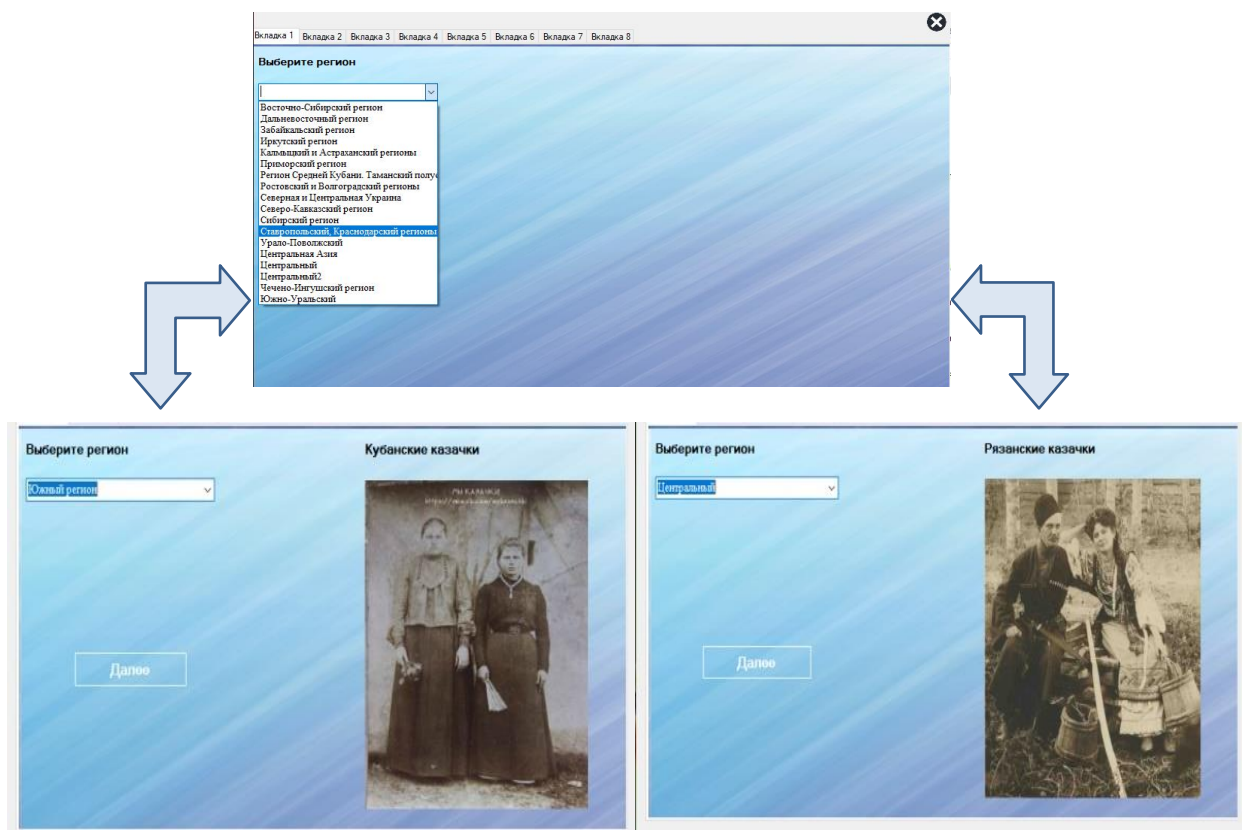 Вкладка 1 Вкладка 2 Вкладка 3 Вкладка 4 Вкладка 5 Вкладка 6 Вкладка 7 Вкладка 8
Выберите регион
Восточно-Сибирский регион
Дальневосточный регион
Забайкальский регион
Иркутский регион
Калмыцкий и Астраханский регионы
Приморский регион
Регион Средней Кубани. Таманский полу
Ростовский и Волгоградский регионы
Северная и Центральная Украина
Северо-Кавказский регион
Сибирский регион
Ставропольский, Краснодарский регионы
Урало-Поволжский
Центральная Азия
Центральный
Центральный2
Чечено-Ингушский регион
Южно-Уральский
Выберите регион
Кубанские казачки
Южный регион
Далее
Выберите регион
Рязанские казачки
Центральный
Далее